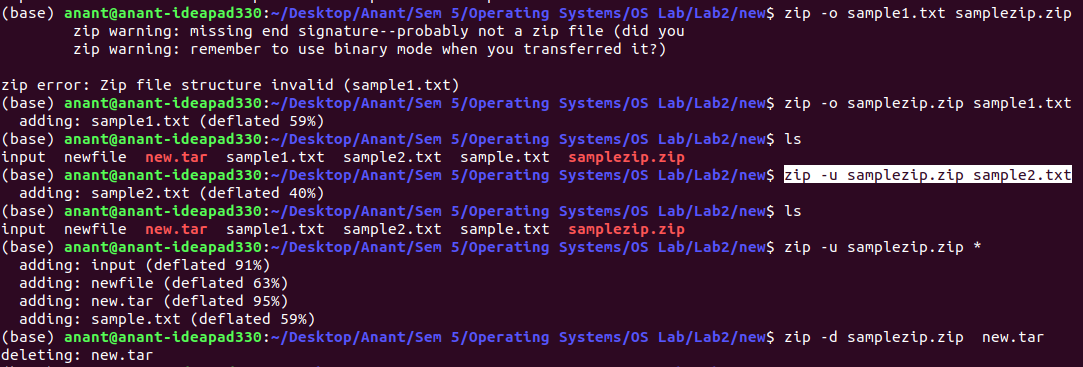 (base) anant@anant-ideapad330:~/Desktop/Anant/Sem 5/Operating Systems/OS Lab/Lab2/new$ zip -o sample1.txt samplezip.zip
        zip warning: missing end signature--probably not a zip file (did you
        zip warning: remember to use binary mode when you transferred it?)

zip error: Zip file structure invalid (sample1.txt)
(base) anant@anant-ideapad330:~/Desktop/Anant/Sem 5/Operating Systems/OS Lab/Lab2/new$ zip -o samplezip.zip sample1.txt
  adding: sample1.txt (deflated 59%)
(base) anant@anant-ideapad330:~/Desktop/Anant/Sem 5/Operating Systems/OS Lab/Lab2/new$ ls
input  newfile  new.tar  sample1.txt  sample2.txt  sample.txt  samplezip.zip
(base) anant@anant-ideapad330:~/Desktop/Anant/Sem 5/Operating Systems/OS Lab/Lab2/new$ zip -u samplezip.zip sample2.txt
  adding: sample2.txt (deflated 40%)
(base) anant@anant-ideapad330:~/Desktop/Anant/Sem 5/Operating Systems/OS Lab/Lab2/new$ ls
input  newfile  new.tar  sample1.txt  sample2.txt  sample.txt  samplezip.zip
(base) anant@anant-ideapad330:~/Desktop/Anant/Sem 5/Operating Systems/OS Lab/Lab2/new$ zip -u samplezip.zip *
  adding: input (deflated 91%)
  adding: newfile (deflated 63%)
  adding: new.tar (deflated 95%)
  adding: sample.txt (deflated 59%)
(base) anant@anant-ideapad330:~/Desktop/Anant/Sem 5/Operating Systems/OS Lab/Lab2/new$ zip -d samplezip.zip  new.tar
deleting: new.tar